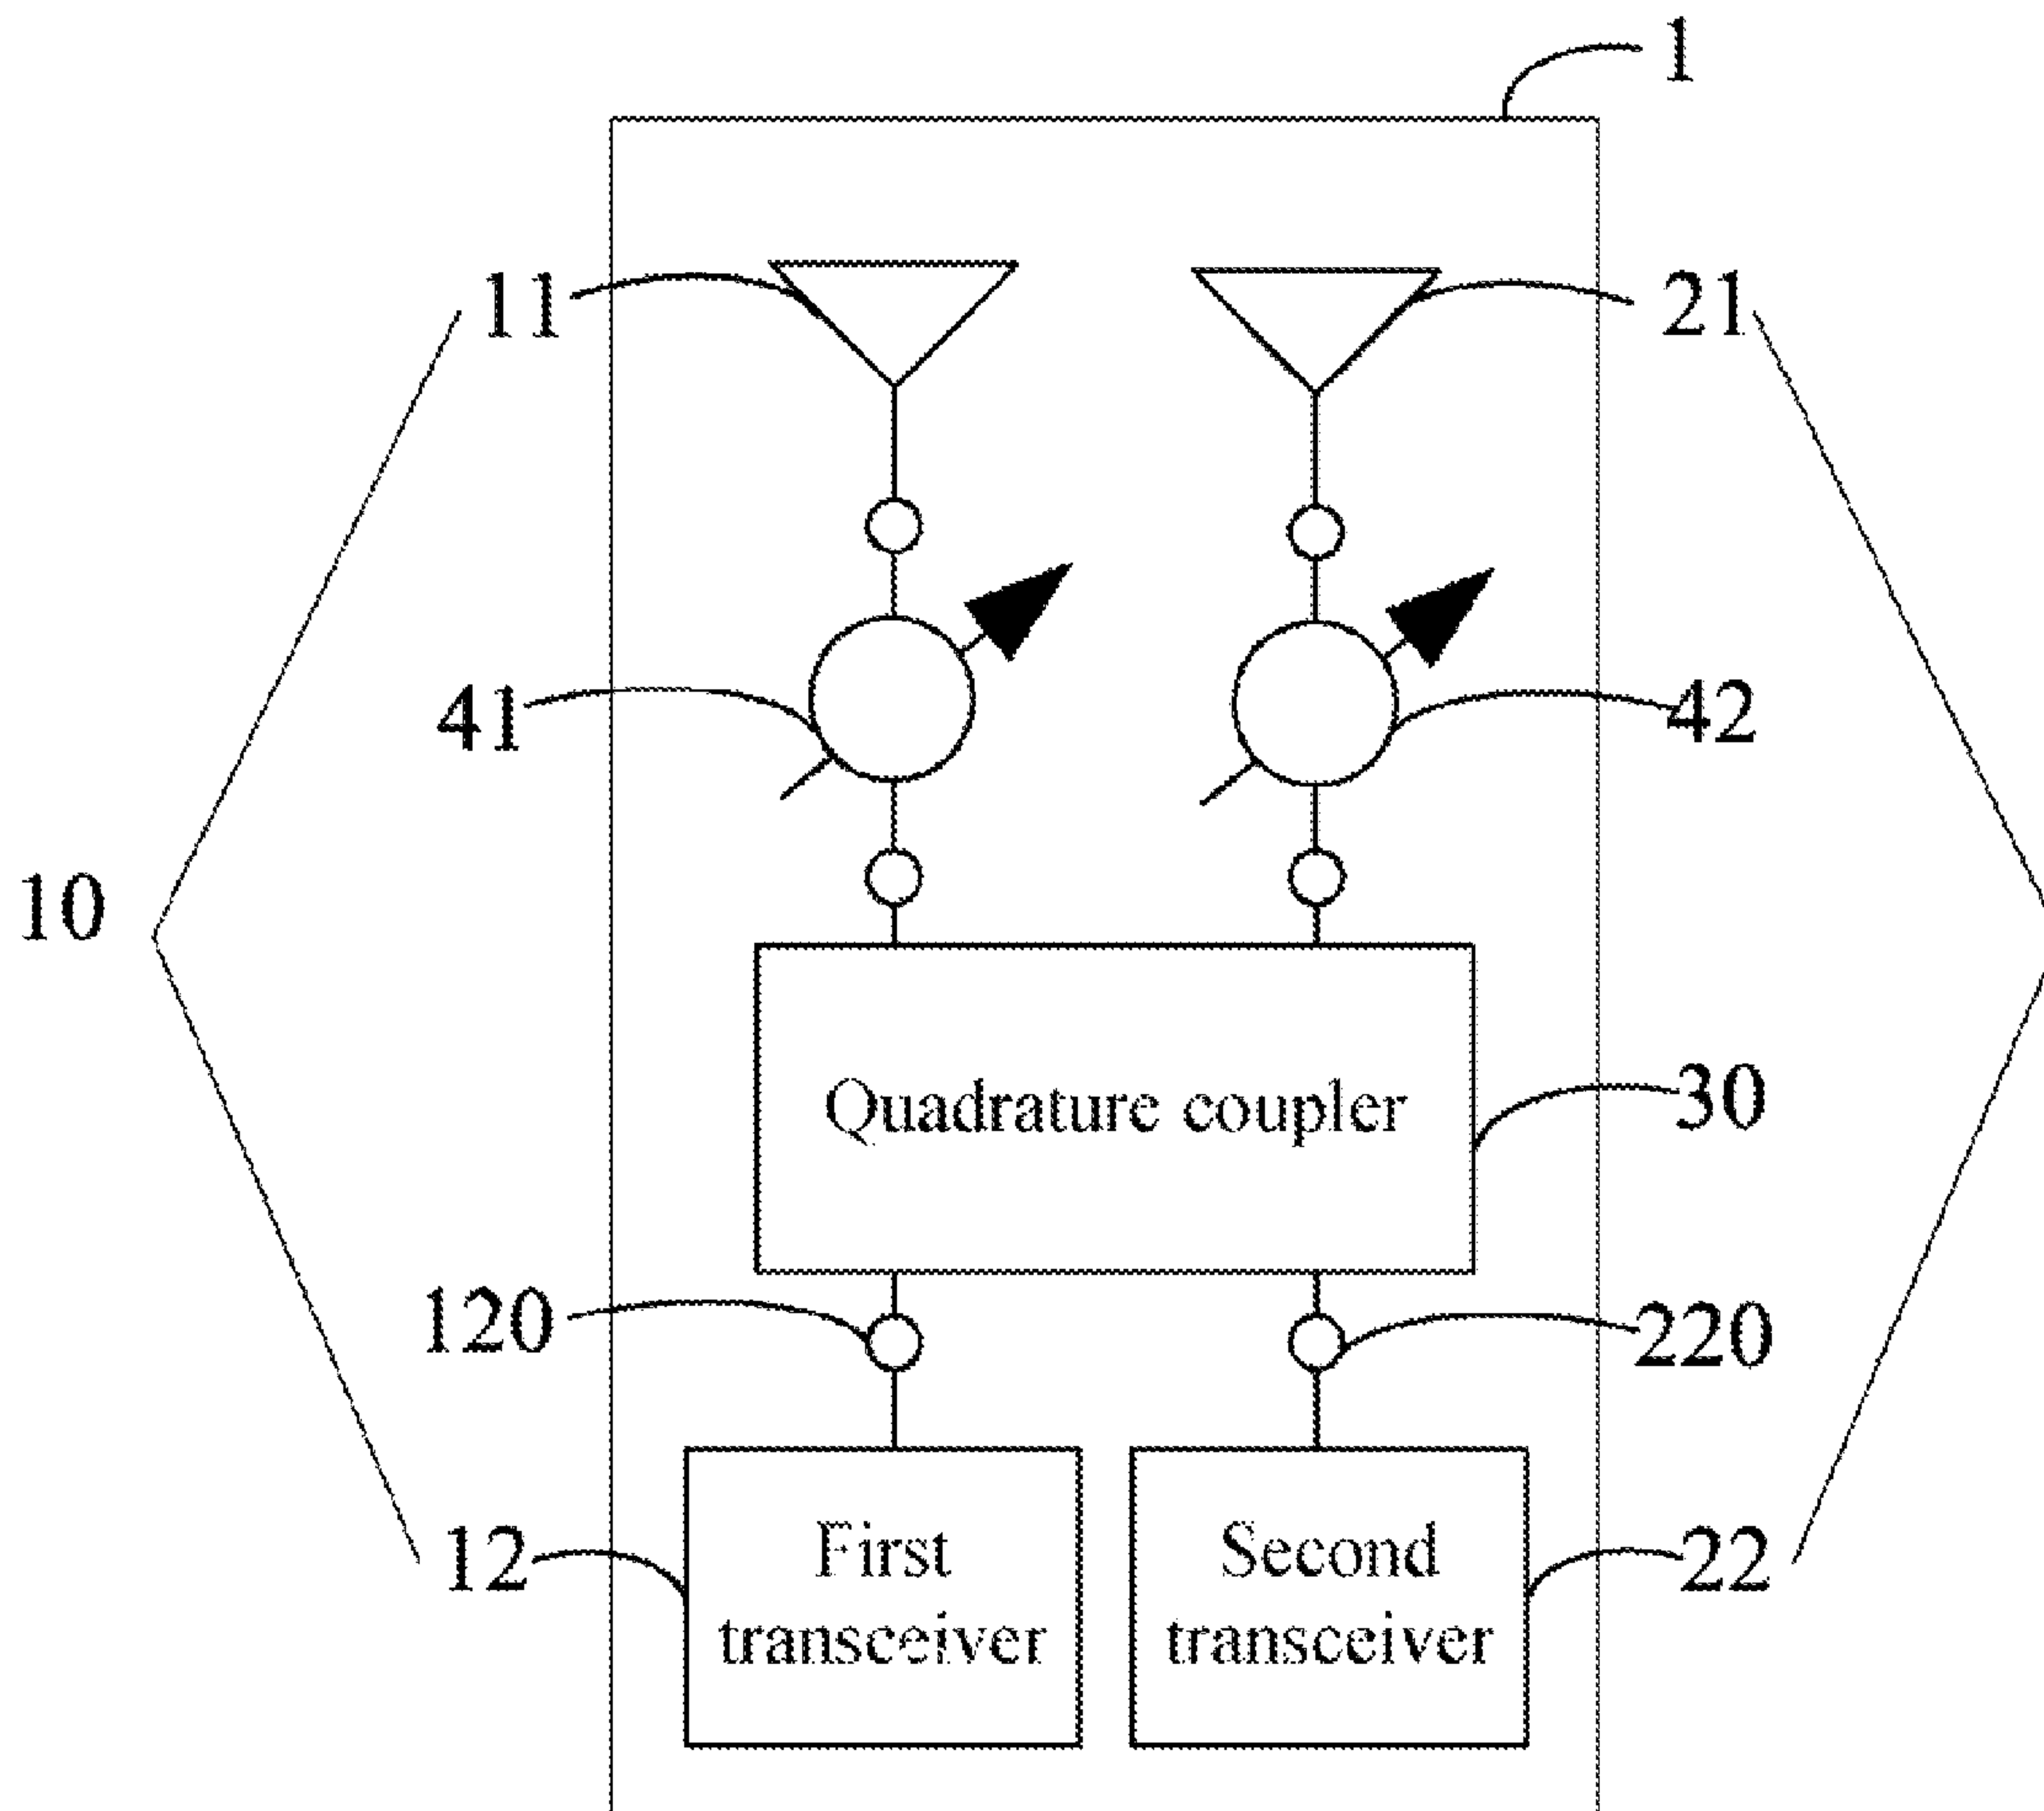 1
11
21
41
42
10
Quadrature coupler
30
120
220
12
First
transceiver
Second
transceiver
22